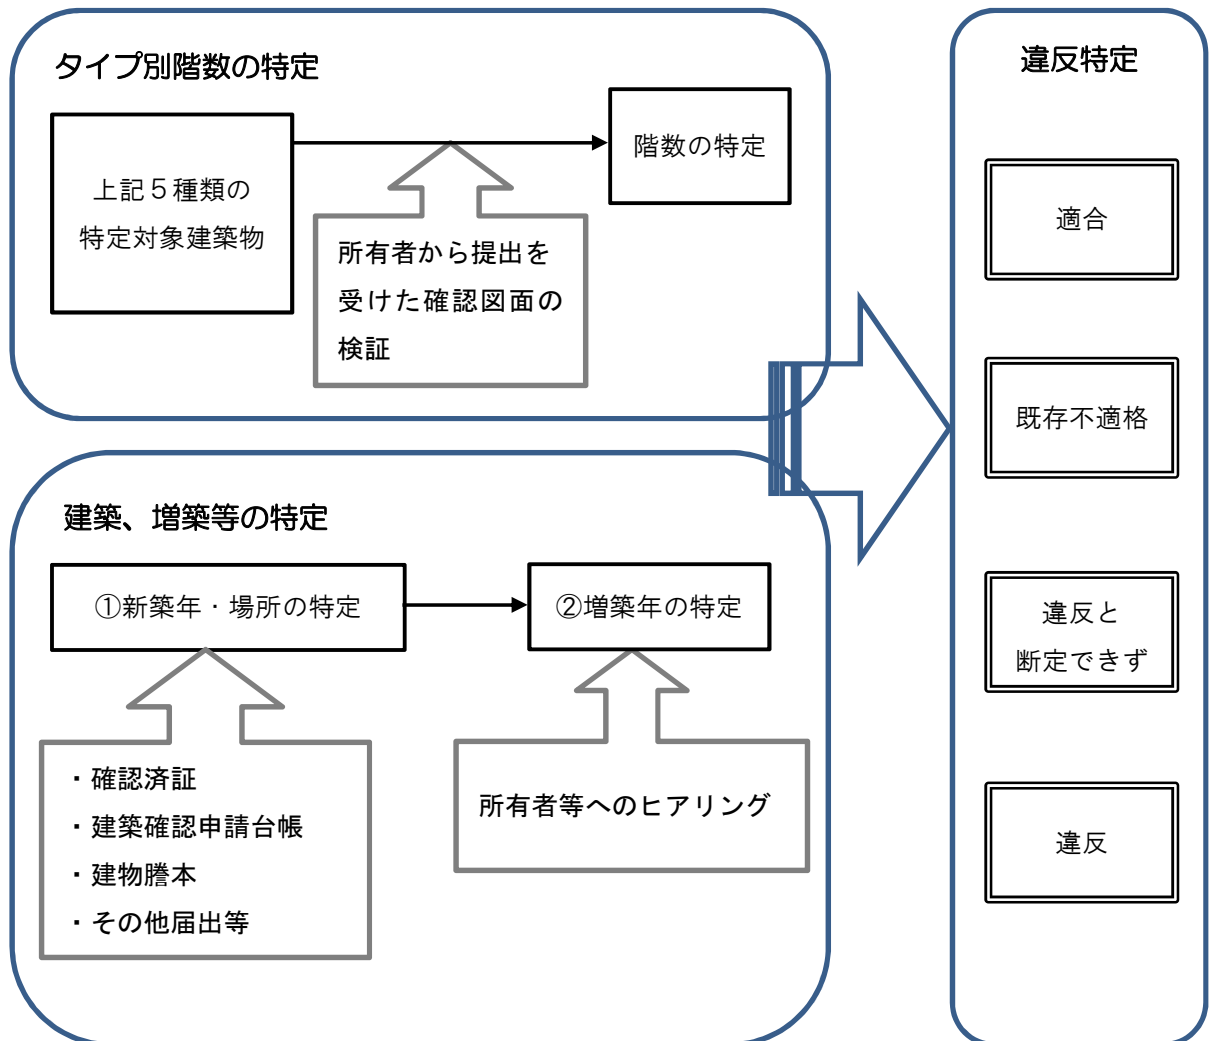 タイプ別階数の特定
上記５種類の
特定対象建築物
階数の特定
所有者から提出を
受けた確認図面の
検証
建築、増築等の特定
①新築年・場所の特定
②増築年の特定
・確認済証
・建築確認申請台帳
・建物謄本
・その他届出等
所有者等へのヒアリング
違反特定
適合
既存不適格
違反と
断定できず
違反